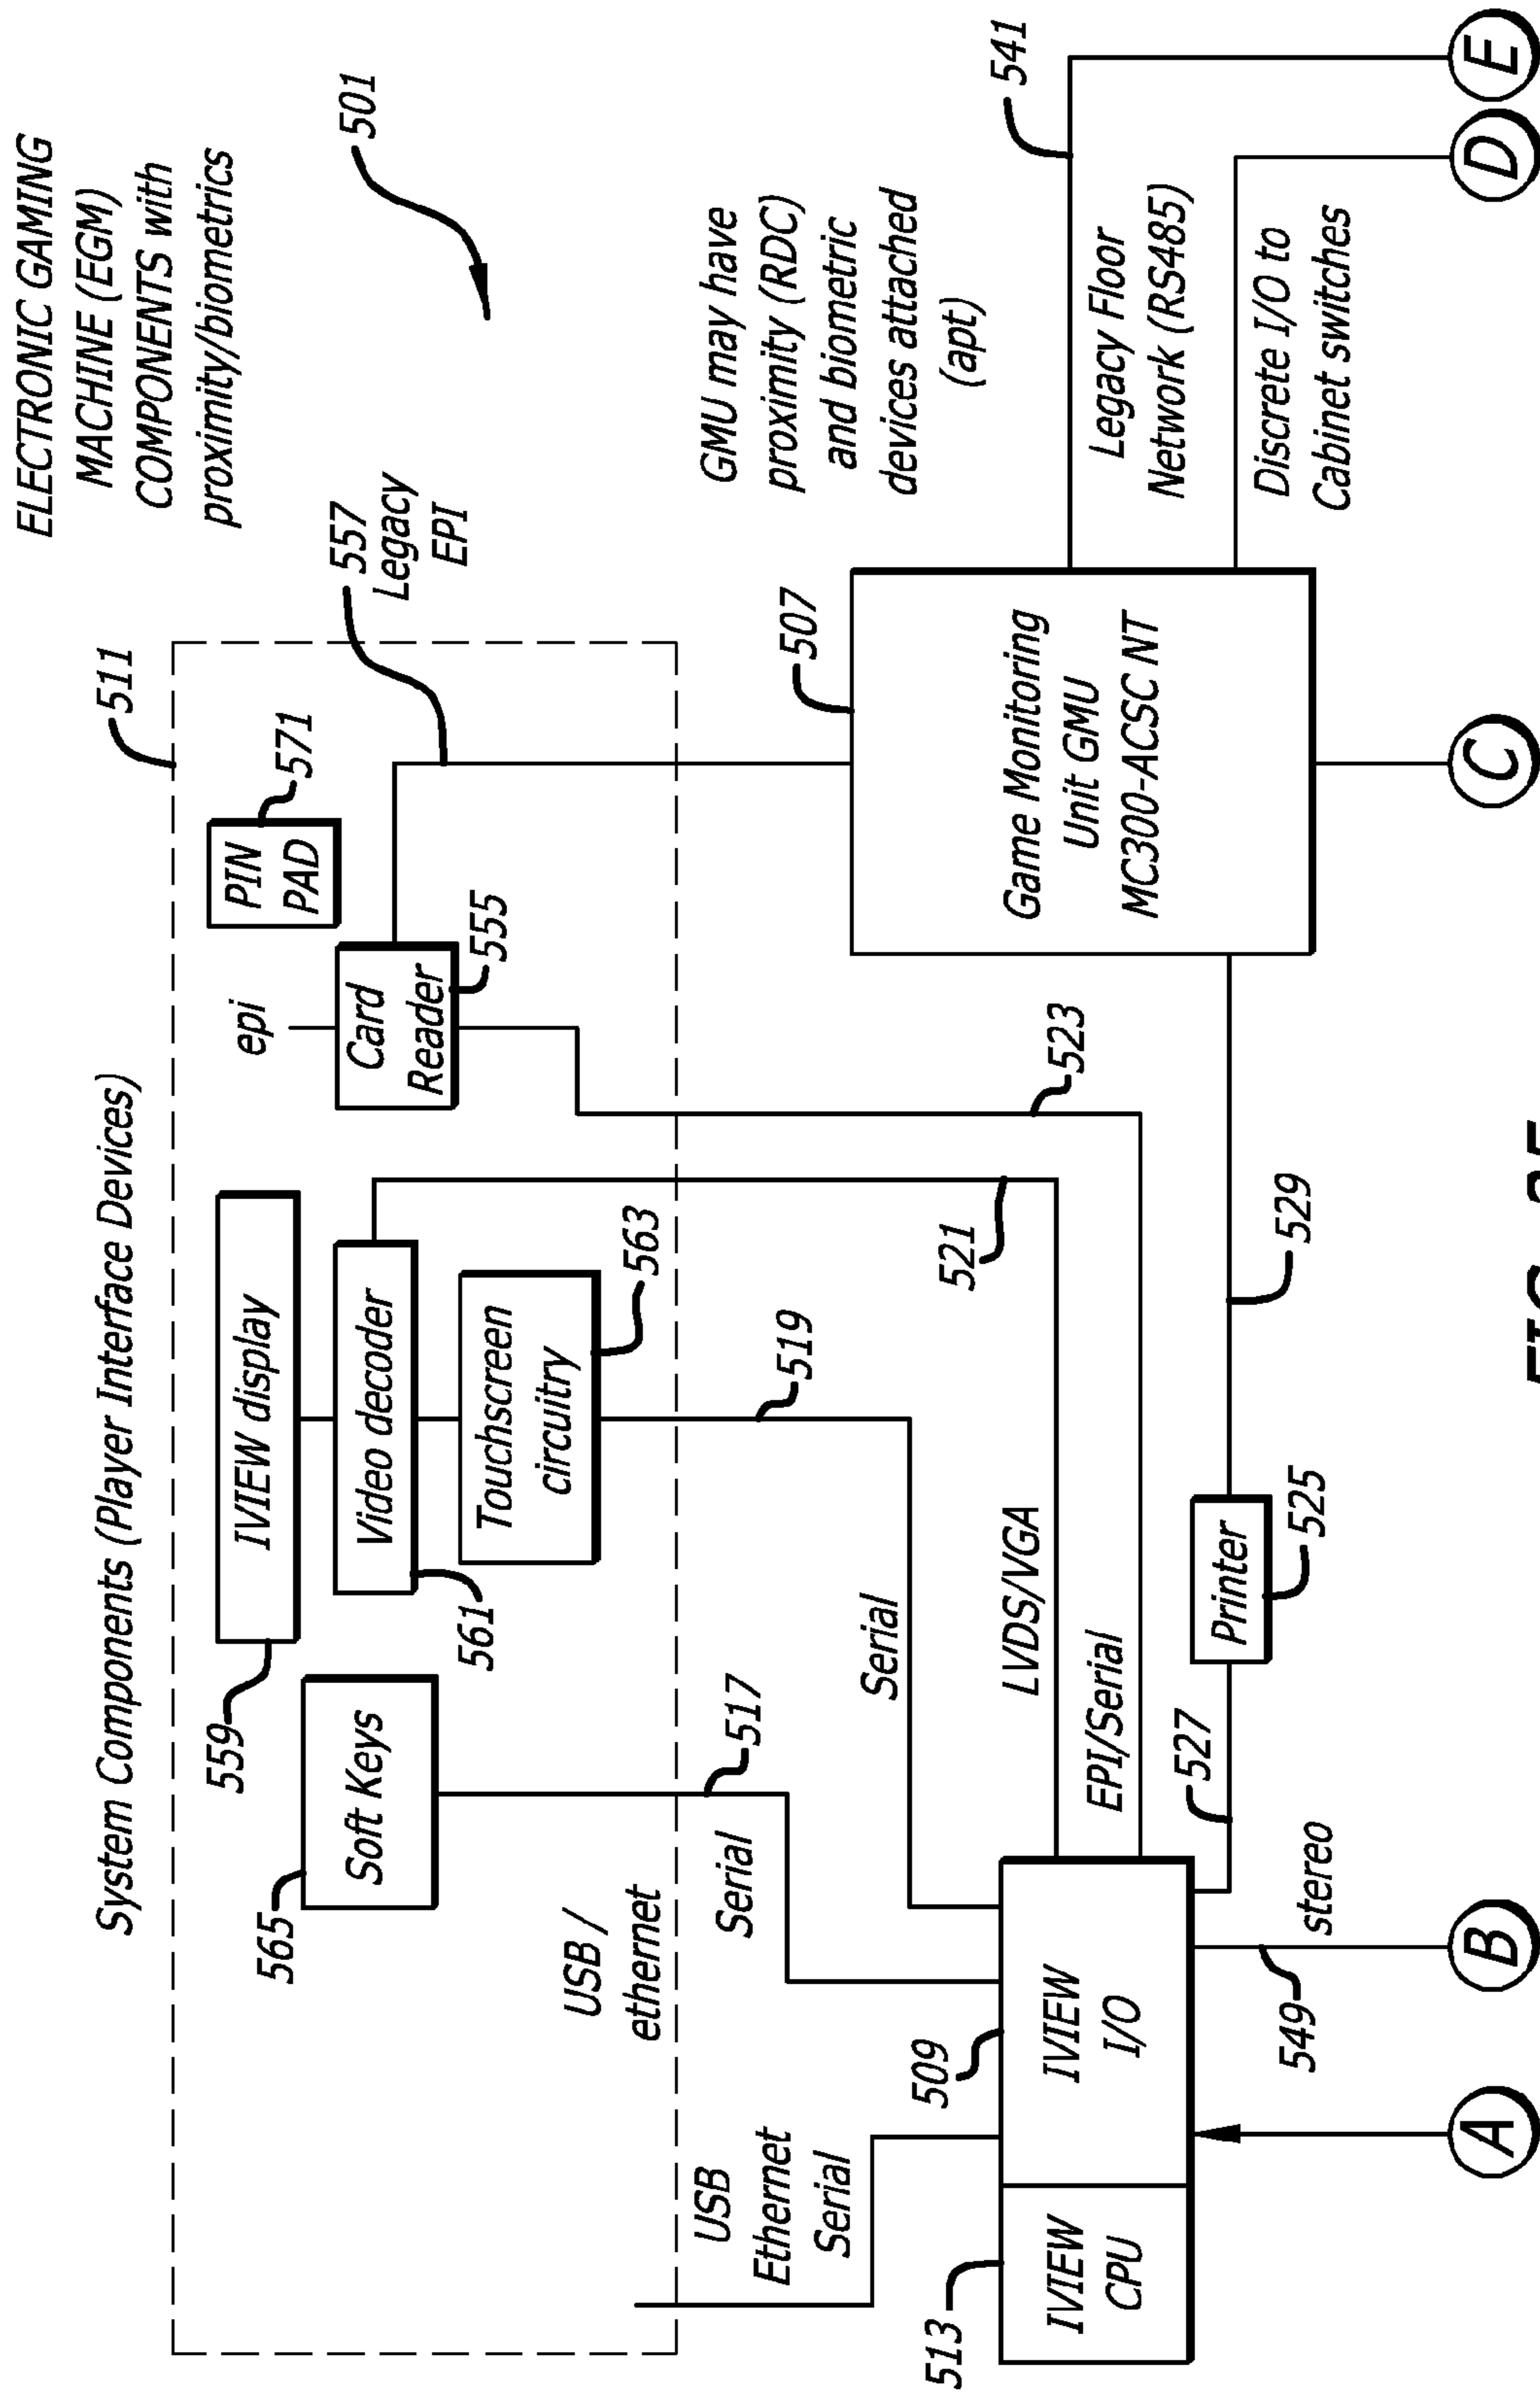 ELECTRONIC GAMING
MACHINE (EGM)
COMPONENTS with
proximity/biometrics
501
System Components (Player Interface Devices)
511
559
IVIEW display
565
Soft Keys
Video decoder
561
Touchscreen
circuitry
563
epi
Card
Reader
555
PIN
PAD
571
557
Legacy
EPI
USB /
ethernet
USB
Ethernet
Serial
Serial
517
Serial
519
LVDS/VGA
521
EPI/Serial
523
GMU may have
proximity (RDC)
and biometric
devices attached
(apt)
507
Game Monitoring
Unit GMU
MC300-ACSC NT
541
Legacy Floor
Network (RS485)
Discrete I/O to
Cabinet switches
513
IVIEW
CPU
509
IVIEW
I/O
527
Printer
525
529
549
stereo
A
B
C
D
E